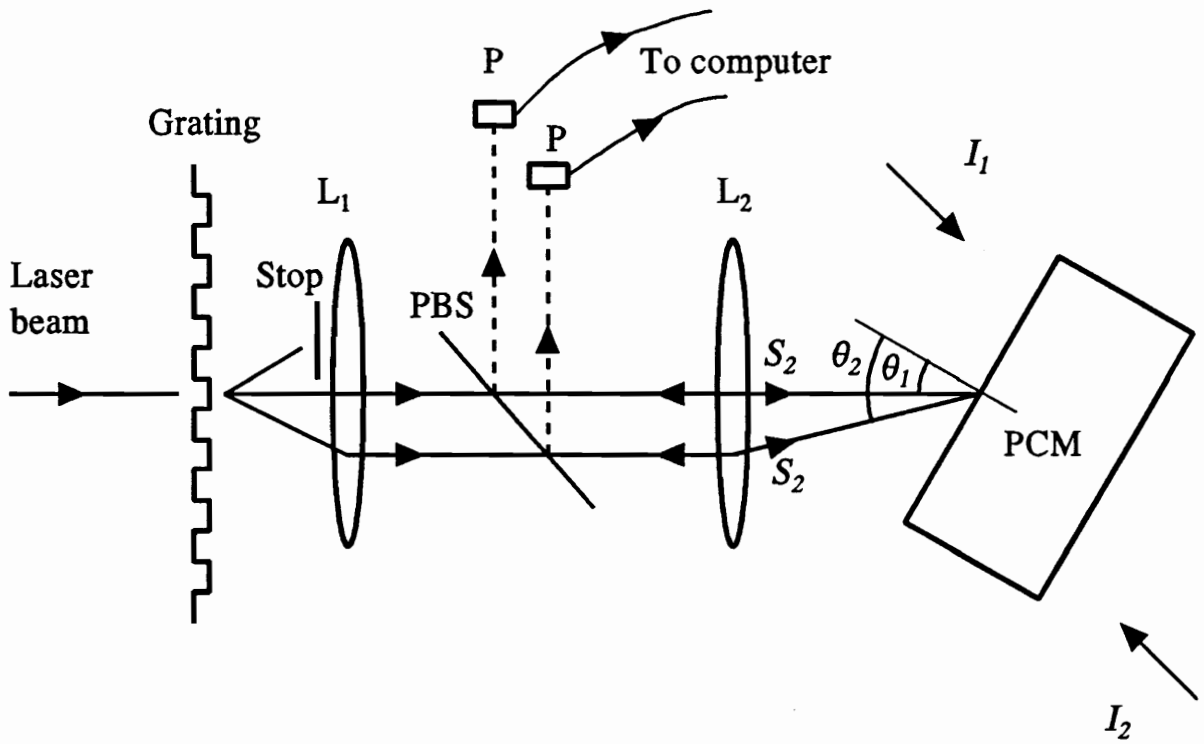 P
To computer
Grating
P
I₁
L₁
L₂
Laser
beam
Stop
PBS
S₂
θ₂
θ₁
PCM
S₂
I₂